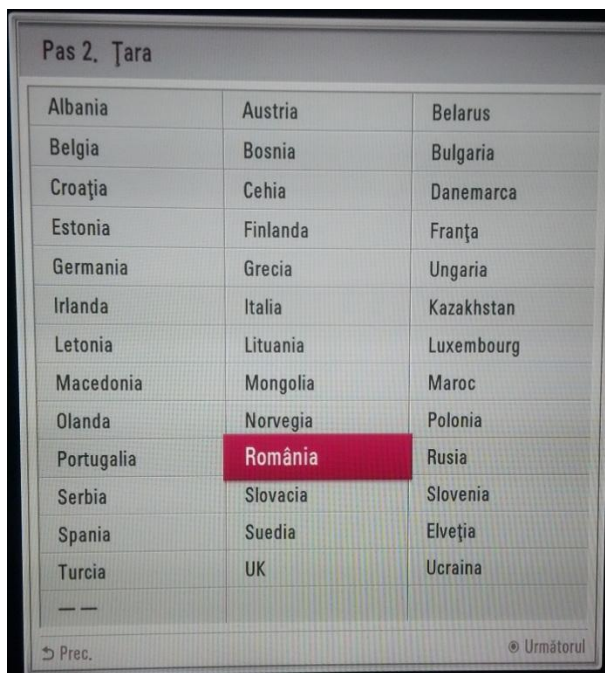 Pas 2. Ţara
Albania Austria Belarus
Belgia Bosnia Bulgaria
Croaţia Cehia Danemarca
Estonia Finlanda Franţa
Germania Grecia Ungaria
Irlanda Italia Kazakhstan
Letonia Lituania Luxembourg
Macedonia Mongolia Maroc
Olanda Norvegia Polonia
Portugalia România Rusia
Serbia Slovacia Slovenia
Spania Suedia Elveţia
Turcia UK Ucraina
— —
Prec. Următorul